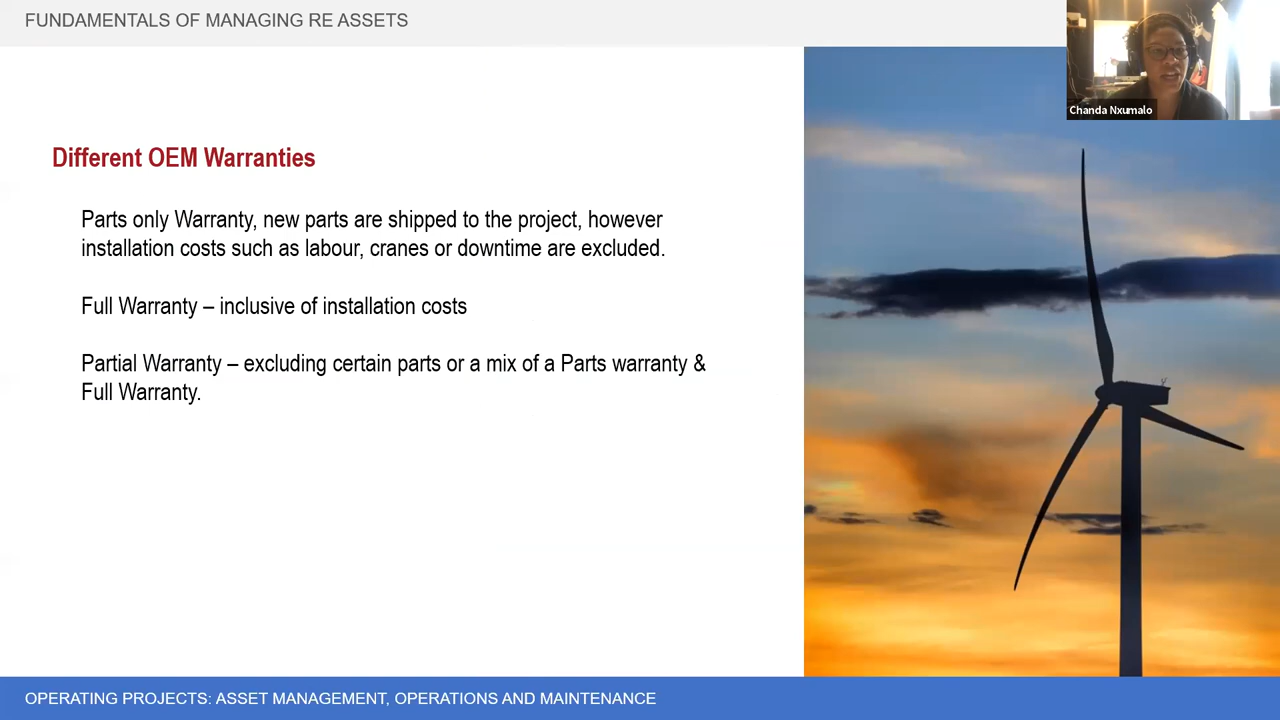 FUNDAMENTALS OF MANAGING RE ASSETS
Chanda Nxumalo
Different OEM Warranties
Parts only Warranty, new parts are shipped to the project, however
installation costs such as labour, cranes or downtime are excluded.
Full Warranty – inclusive of installation costs
Partial Warranty – excluding certain parts or a mix of a Parts warranty &
Full Warranty.
OPERATING PROJECTS: ASSET MANAGEMENT, OPERATIONS AND MAINTENANCE